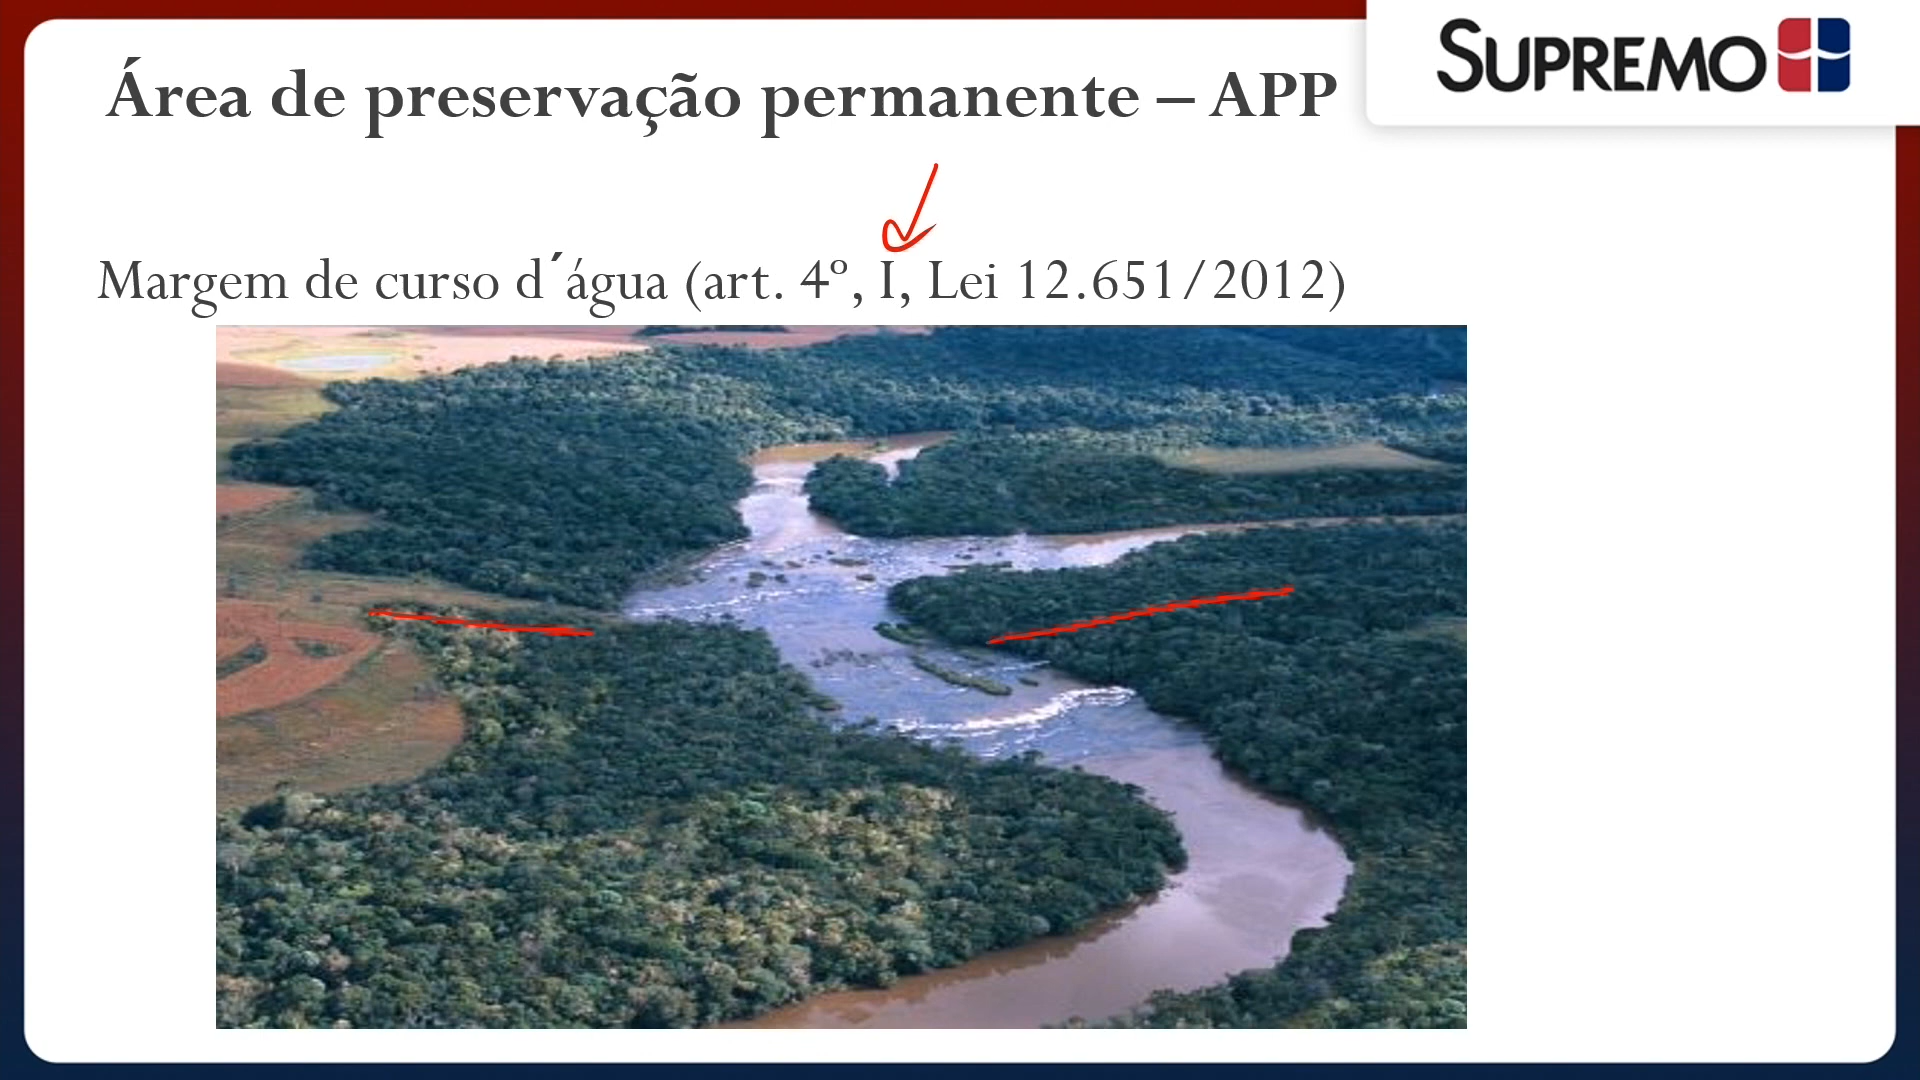 Área de preservação permanente – APP
SUPREMO
Margem de curso d´água (art. 4º, I, Lei 12.651/2012)